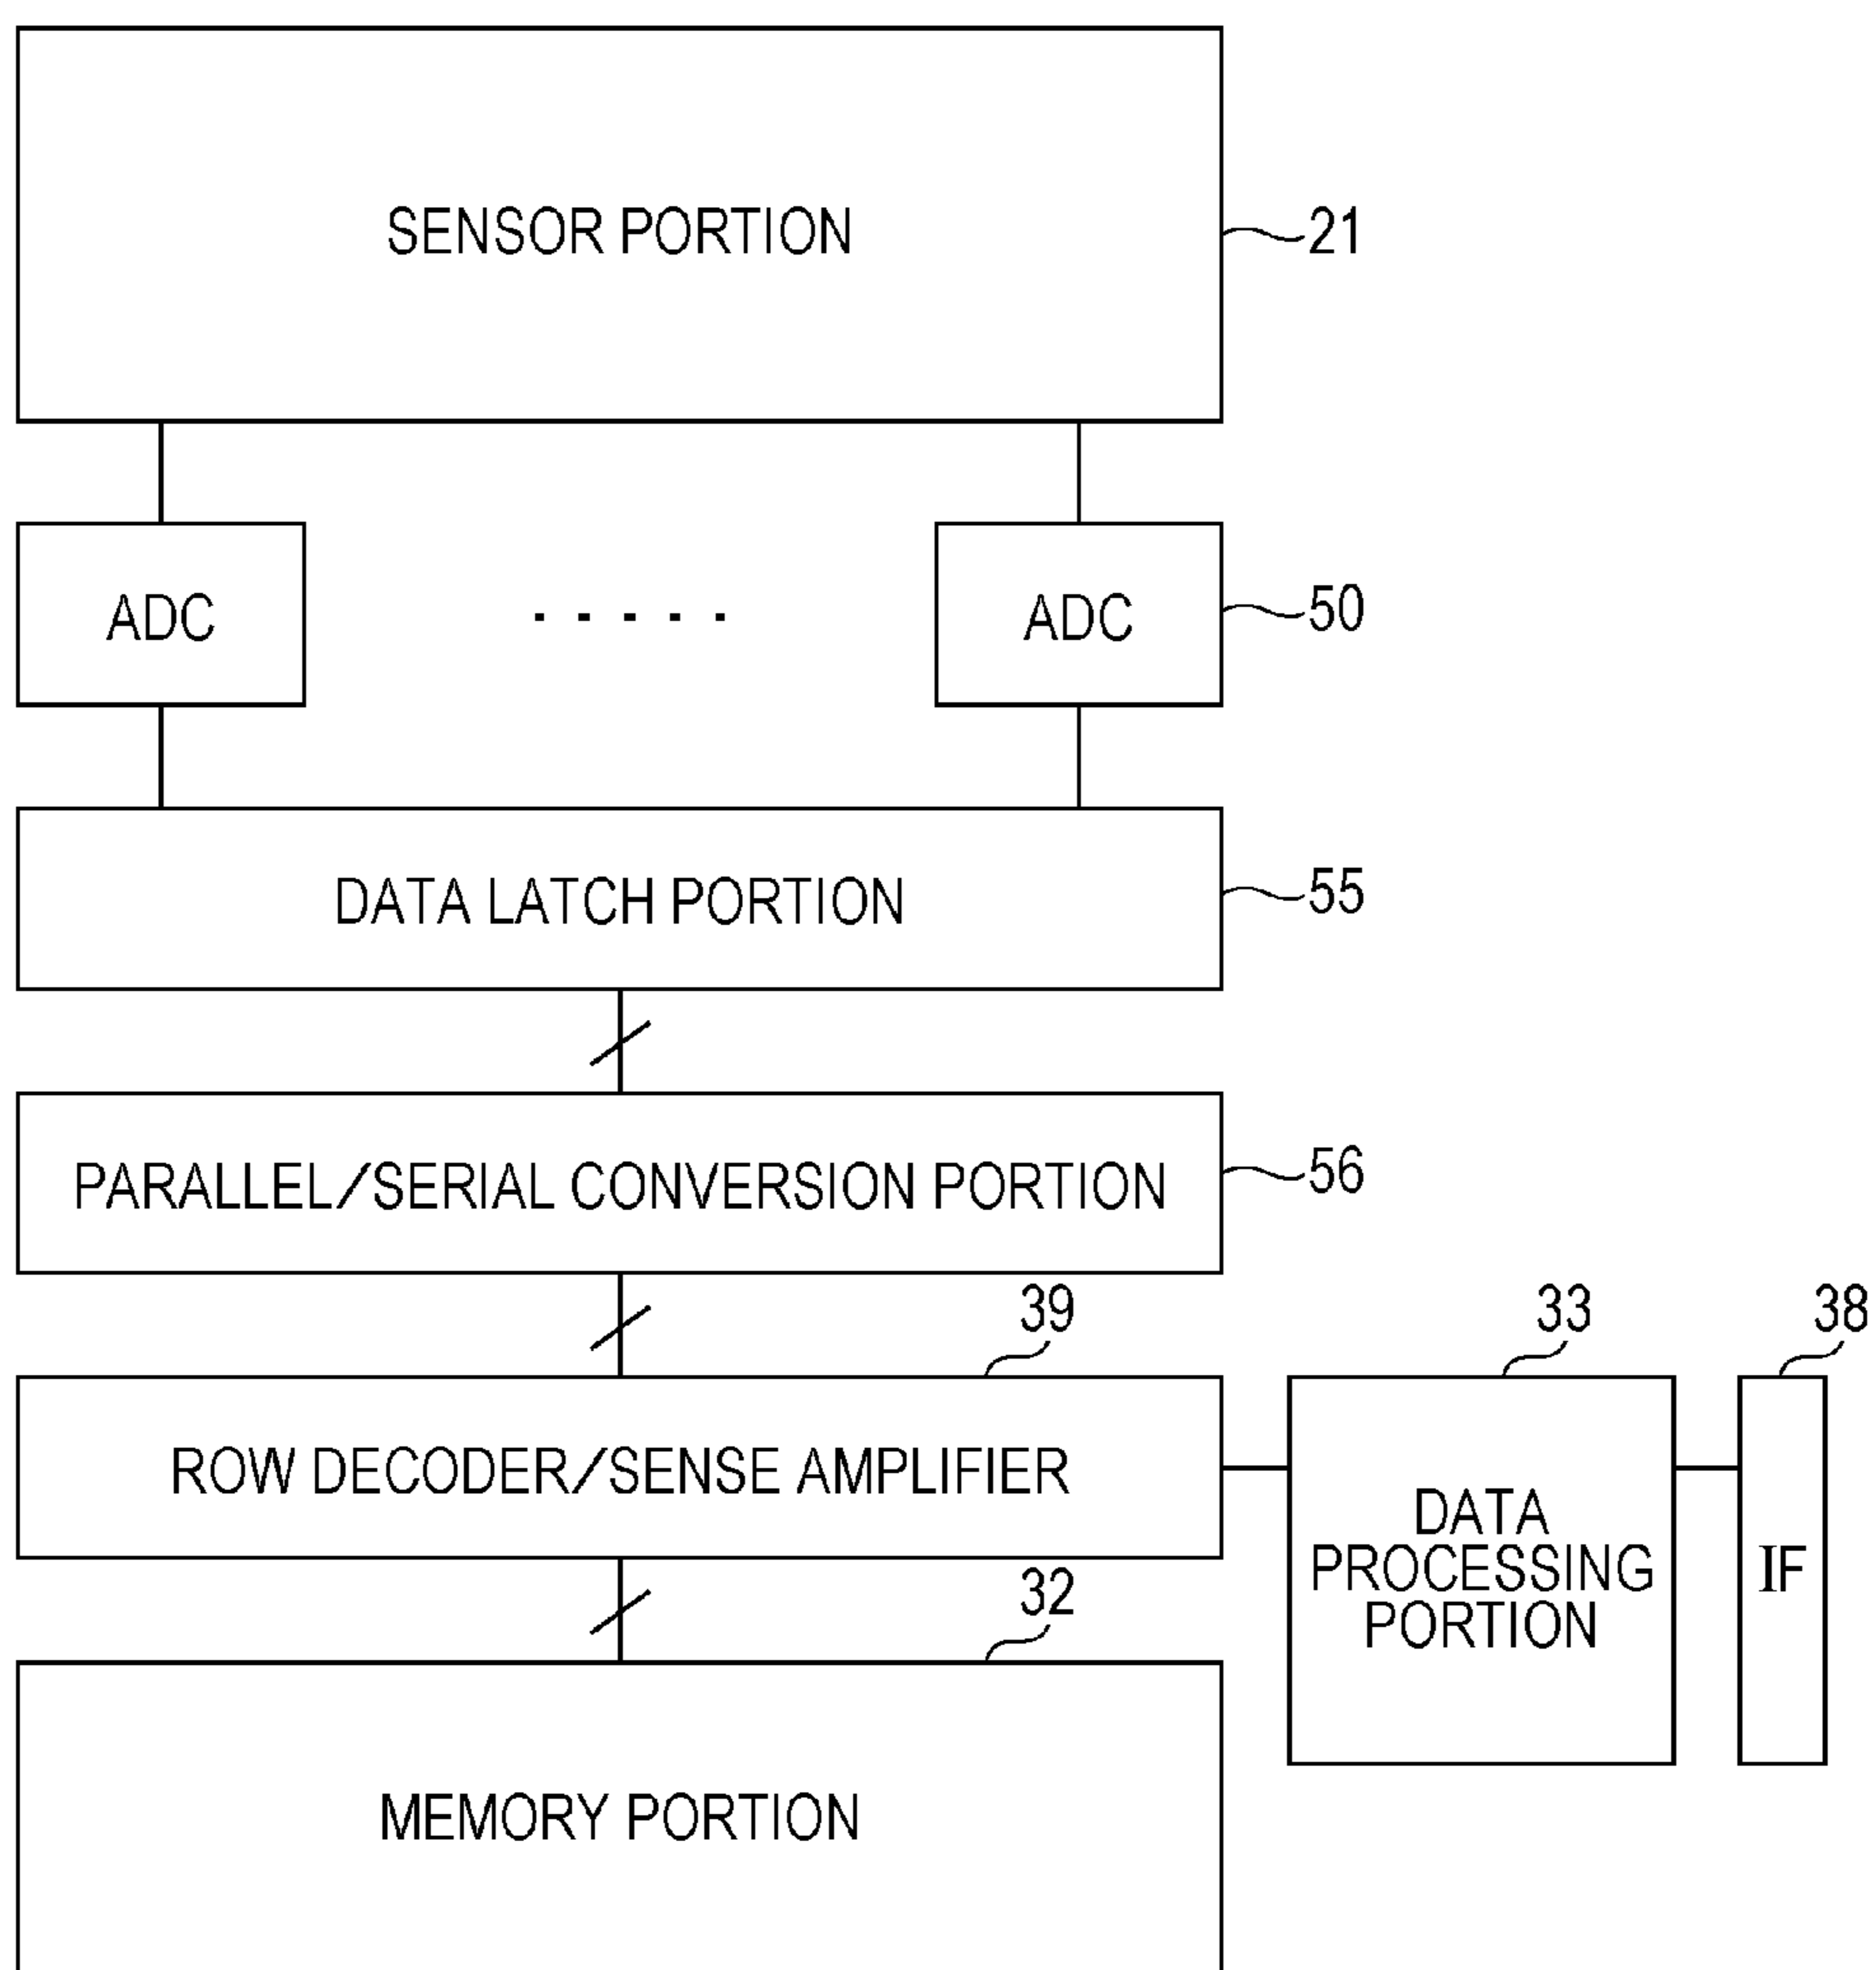 SENSOR PORTION
21
ADC
. . . . .
ADC
50
DATA LATCH PORTION
55
PARALLEL/SERIAL CONVERSION PORTION
56
39
33
38
ROW DECODER/SENSE AMPLIFIER
DATA
PROCESSING
PORTION
IF
32
MEMORY PORTION